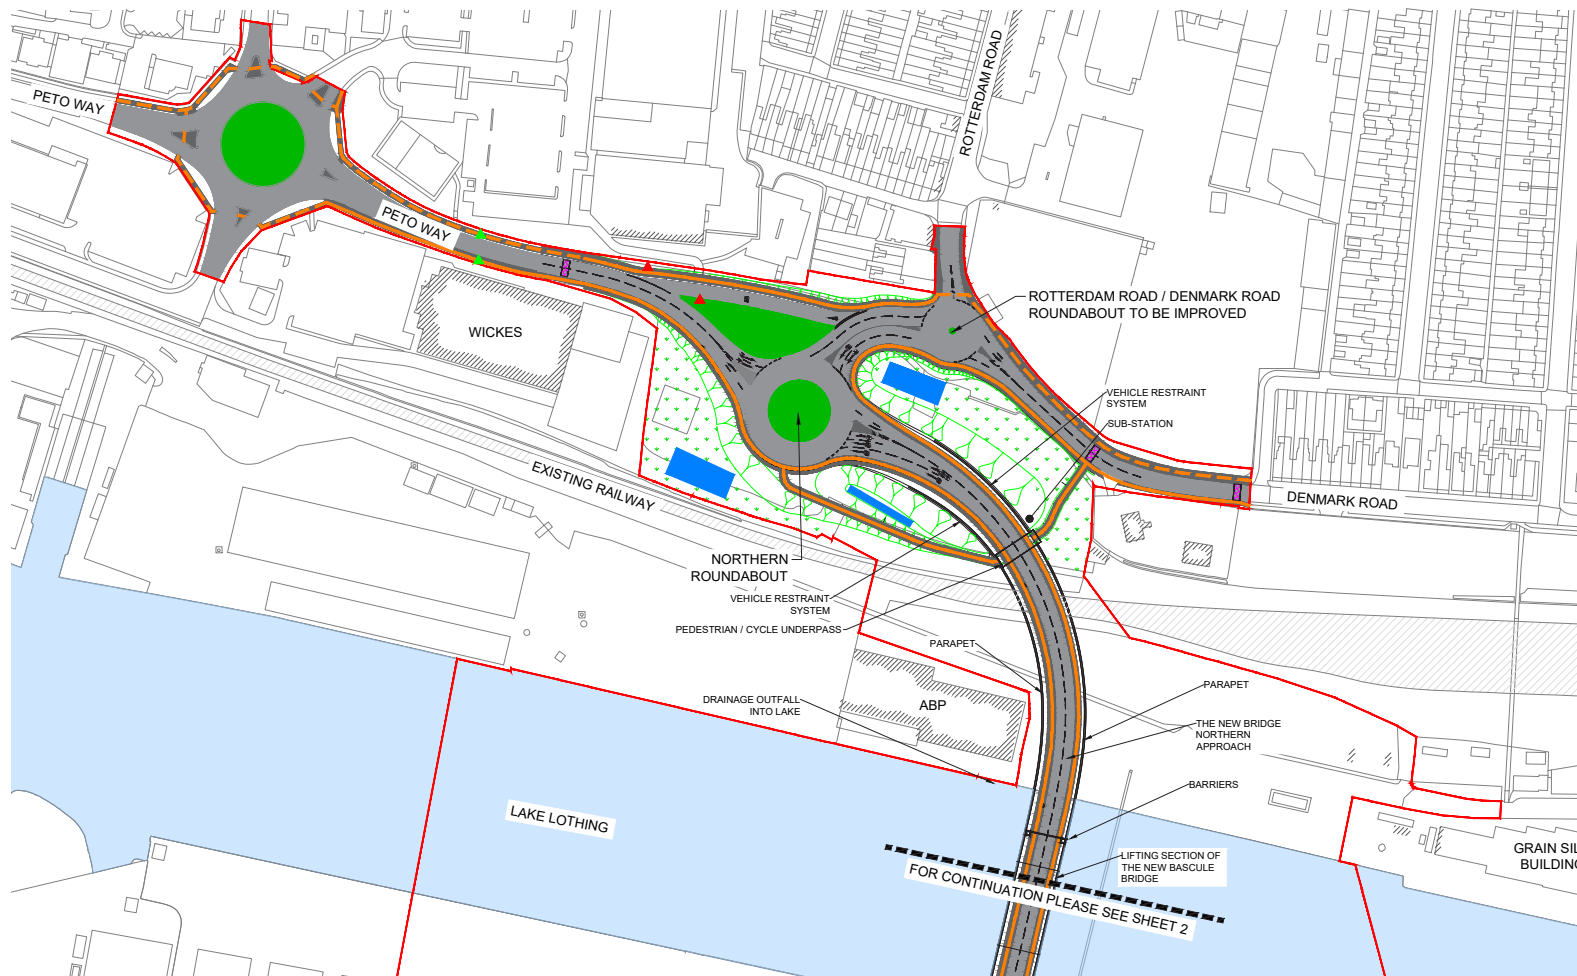 PETO WAY
ROTTERDAM ROAD
PETO WAY
ROTTERDAM ROAD / DENMARK ROAD
ROUNDABOUT TO BE IMPROVED
WICKES
VEHICLE RESTRAINT
SYSTEM
SUB-STATION
EXISTING RAILWAY
DENMARK ROAD
NORTHERN
ROUNDABOUT
VEHICLE RESTRAINT
SYSTEM
PEDESTRIAN / CYCLE UNDERPASS
PARAPET
PARAPET
DRAINAGE OUTFALL
INTO LAKE
ABP
THE NEW BRIDGE
NORTHERN
APPROACH
BARRIERS
LAKE LOTHING
GRAIN SIL
BUILDING
LIFTING SECTION OF
THE NEW BASCULE
BRIDGE
FOR CONTINUATION PLEASE SEE SHEET 2